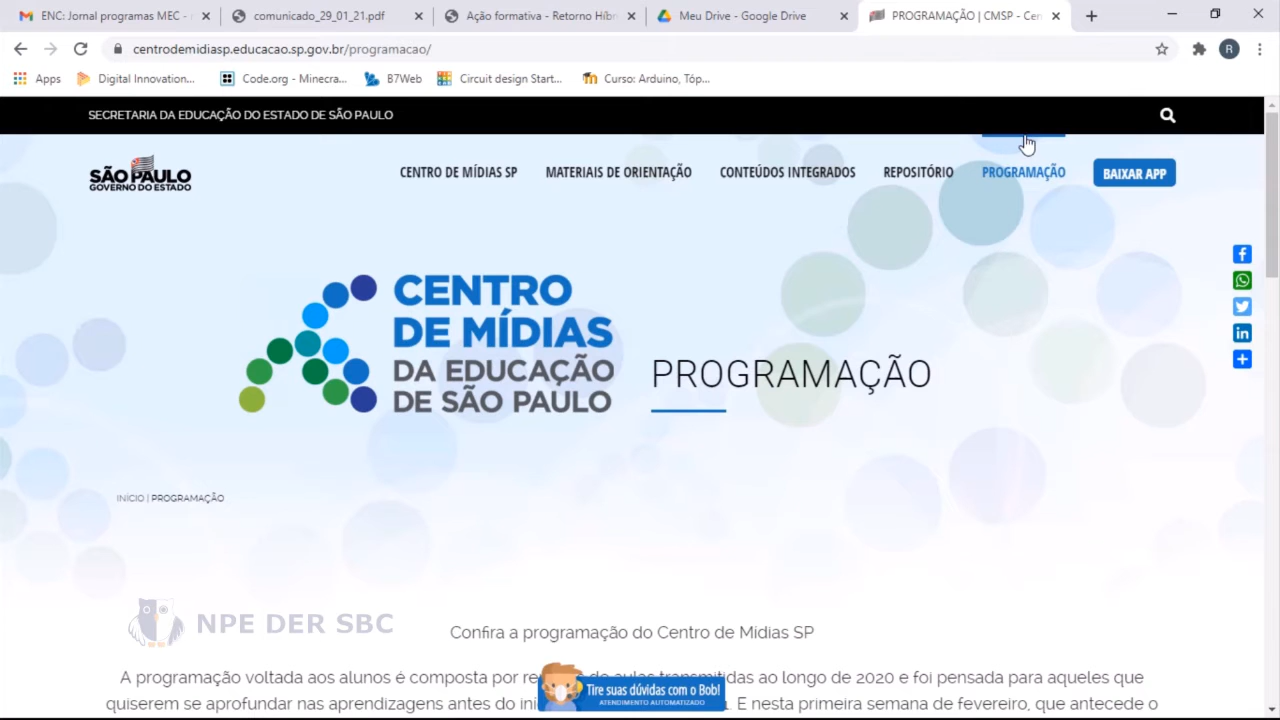 ENC: Jornal programas MEC -
comunicado_29_01_21.pdf
Ação formativa - Retorno Híbr
Meu Drive - Google Drive
PROGRAMAÇÃO | CMSP - Cen
centrodemidiasp.educacao.sp.gov.br/programacao/
R
Apps
Digital Innovation...
Code.org - Minecra...
B7Web
Circuit design Start...
Curso: Arduino, Tóp...
SECRETARIA DA EDUCAÇÃO DO ESTADO DE SÃO PAULO
SÃO PAULO
GOVERNO DO ESTADO
CENTRO DE MÍDIAS SP
MATERIAIS DE ORIENTAÇÃO
CONTEÚDOS INTEGRADOS
REPOSITÓRIO
PROGRAMAÇÃO
BAIXAR APP
CENTRO
DE MÍDIAS
DA EDUCAÇÃO
DE SÃO PAULO
PROGRAMAÇÃO
INÍCIO | PROGRAMAÇÃO
NPE DER SBC
Confira a programação do Centro de Mídias SP
A programação voltada aos alunos é composta por re de aulas transmitidas ao longo de 2020 e foi pensada para aqueles que
quiserem se aprofundar nas aprendizagens antes do iní . E nesta primeira semana de fevereiro, que antecede o
Tire suas dúvidas com o Bob!
ATENDIMENTO AUTOMATIZADO